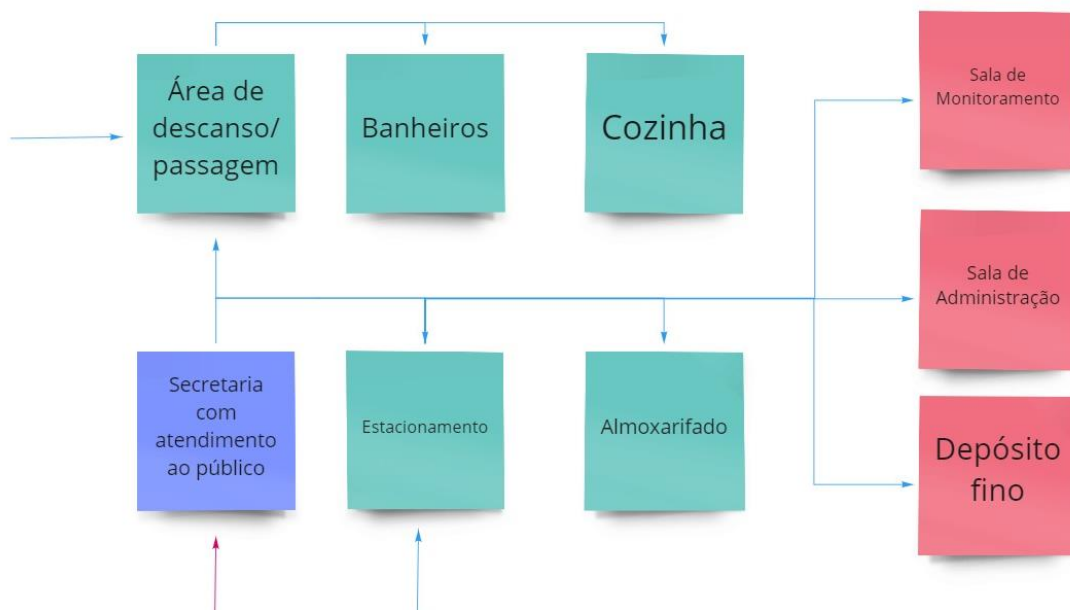 Área de
descanso/
passagem
Banheiros
Cozinha
Sala de
Monitoramento
Sala de
Administração
Secretaria
com
atendimento
ao público
Estacionamento
Almoxarifado
Depósito
fino